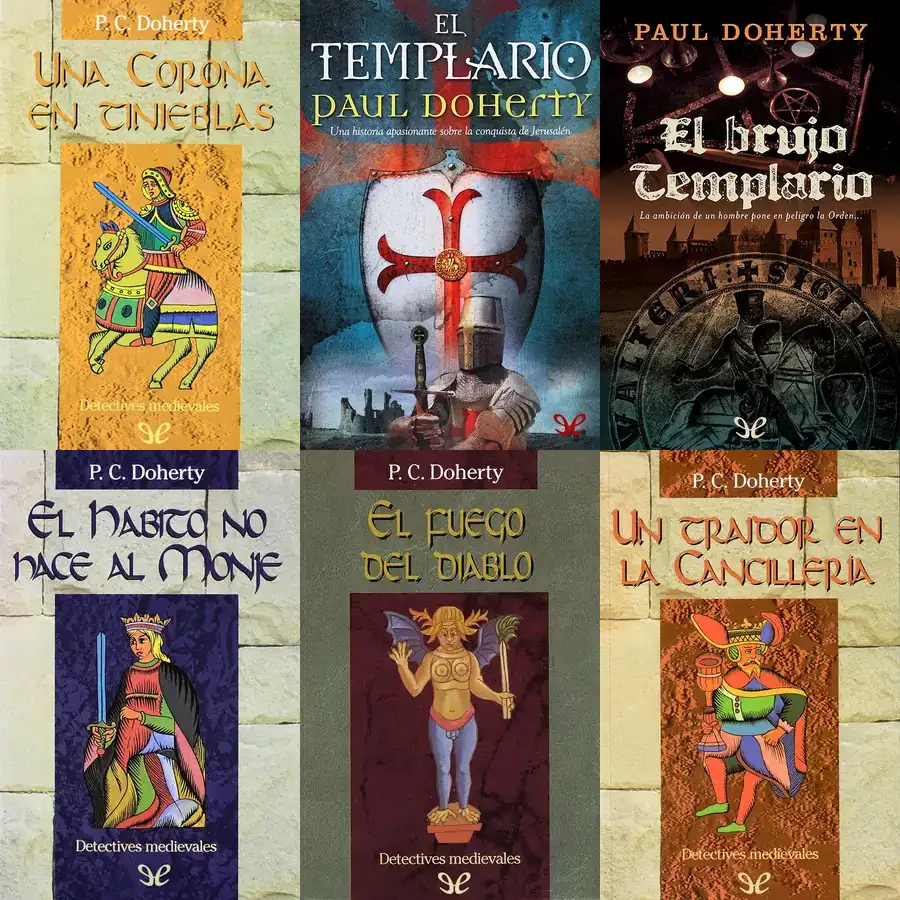 P. C. Doherty
UNA CORONA
EN TINIEBLAS
Detectives medievales
EL
TEMPLARIO
PAUL DOHERTY
Una historia apasionante sobre la conquista de Jerusalén
PAUL DOHERTY
El brujo
Templario
La ambición de un hombre pone en peligro la Orden...
P. C. Doherty
EL HABITO NO
HACE AL MONJE
Detectives medievales
P. C. Doherty
EL FUEGO
DEL DIABLO
Detectives medievales
P. C. Doherty
UN TRAIDOR EN
LA CANCILLERÍA
Detectives medievales